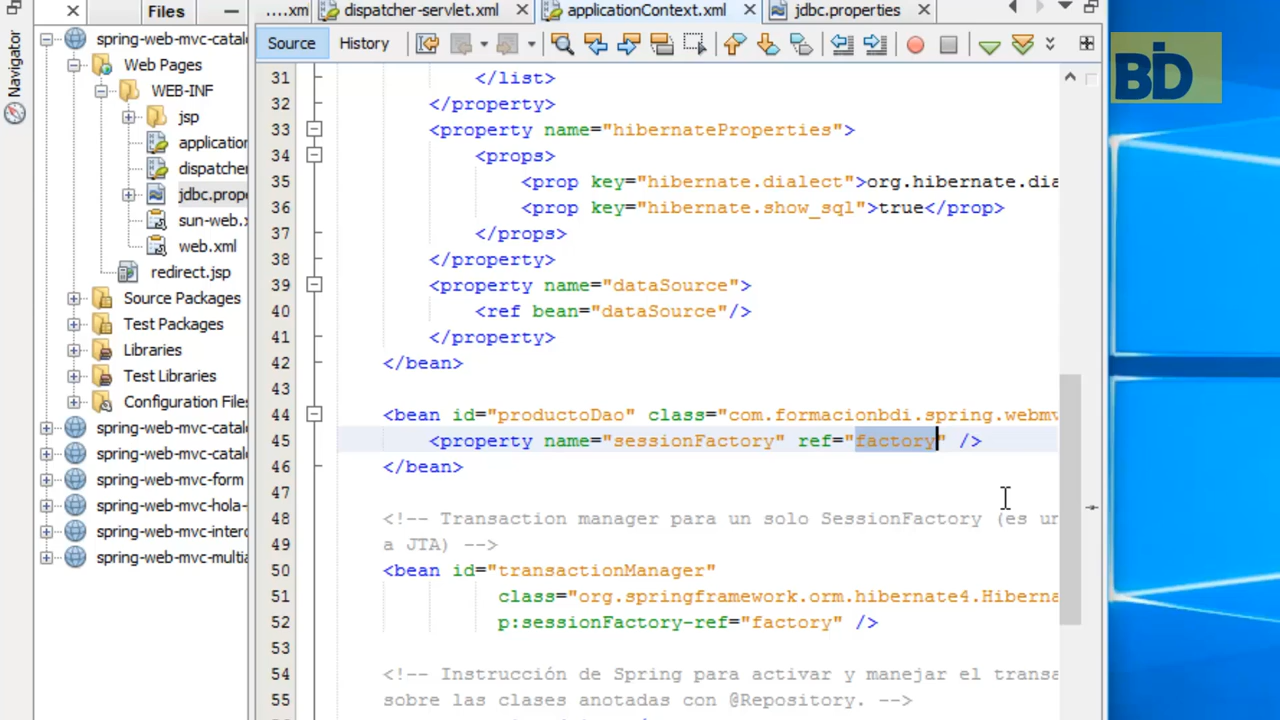 ....xm
dispatcher-servlet.xml
applicationContext.xml
jdbc.properties
Files
Navigator
Source
History
BD
spring-web-mvc-catalo
Web Pages
WEB-INF
jsp
application
dispatcher
jdbc.prope
sun-web.x
web.xml
redirect.jsp
Source Packages
Test Packages
Libraries
Test Libraries
Configuration Files
spring-web-mvc-catal
spring-web-mvc-catal
spring-web-mvc-form
spring-web-mvc-hola-
spring-web-mvc-interc
spring-web-mvc-multia
31 </list>
32 </property>
33 <property name="hibernateProperties">
34 <props>
35 <prop key="hibernate.dialect">org.hibernate.dia
36 <prop key="hibernate.show_sql">true</prop>
37 </props>
38 </property>
39 <property name="dataSource">
40 <ref bean="dataSource"/>
41 </property>
42 </bean>
43
44 <bean id="productoDao" class="com.formacionbdi.spring.webmv
45 <property name="sessionFactory" ref="factory" />
46 </bean>
47
48 <!-- Transaction manager para un solo SessionFactory (es un
49 a JTA) -->
50 <bean id="transactionManager"
51 class="org.springframework.orm.hibernate4.Hiberna
52 p:sessionFactory-ref="factory" />
53
54 <!-- Instrucción de Spring para activar y manejar el transa
55 sobre las clases anotadas con @Repository. -->